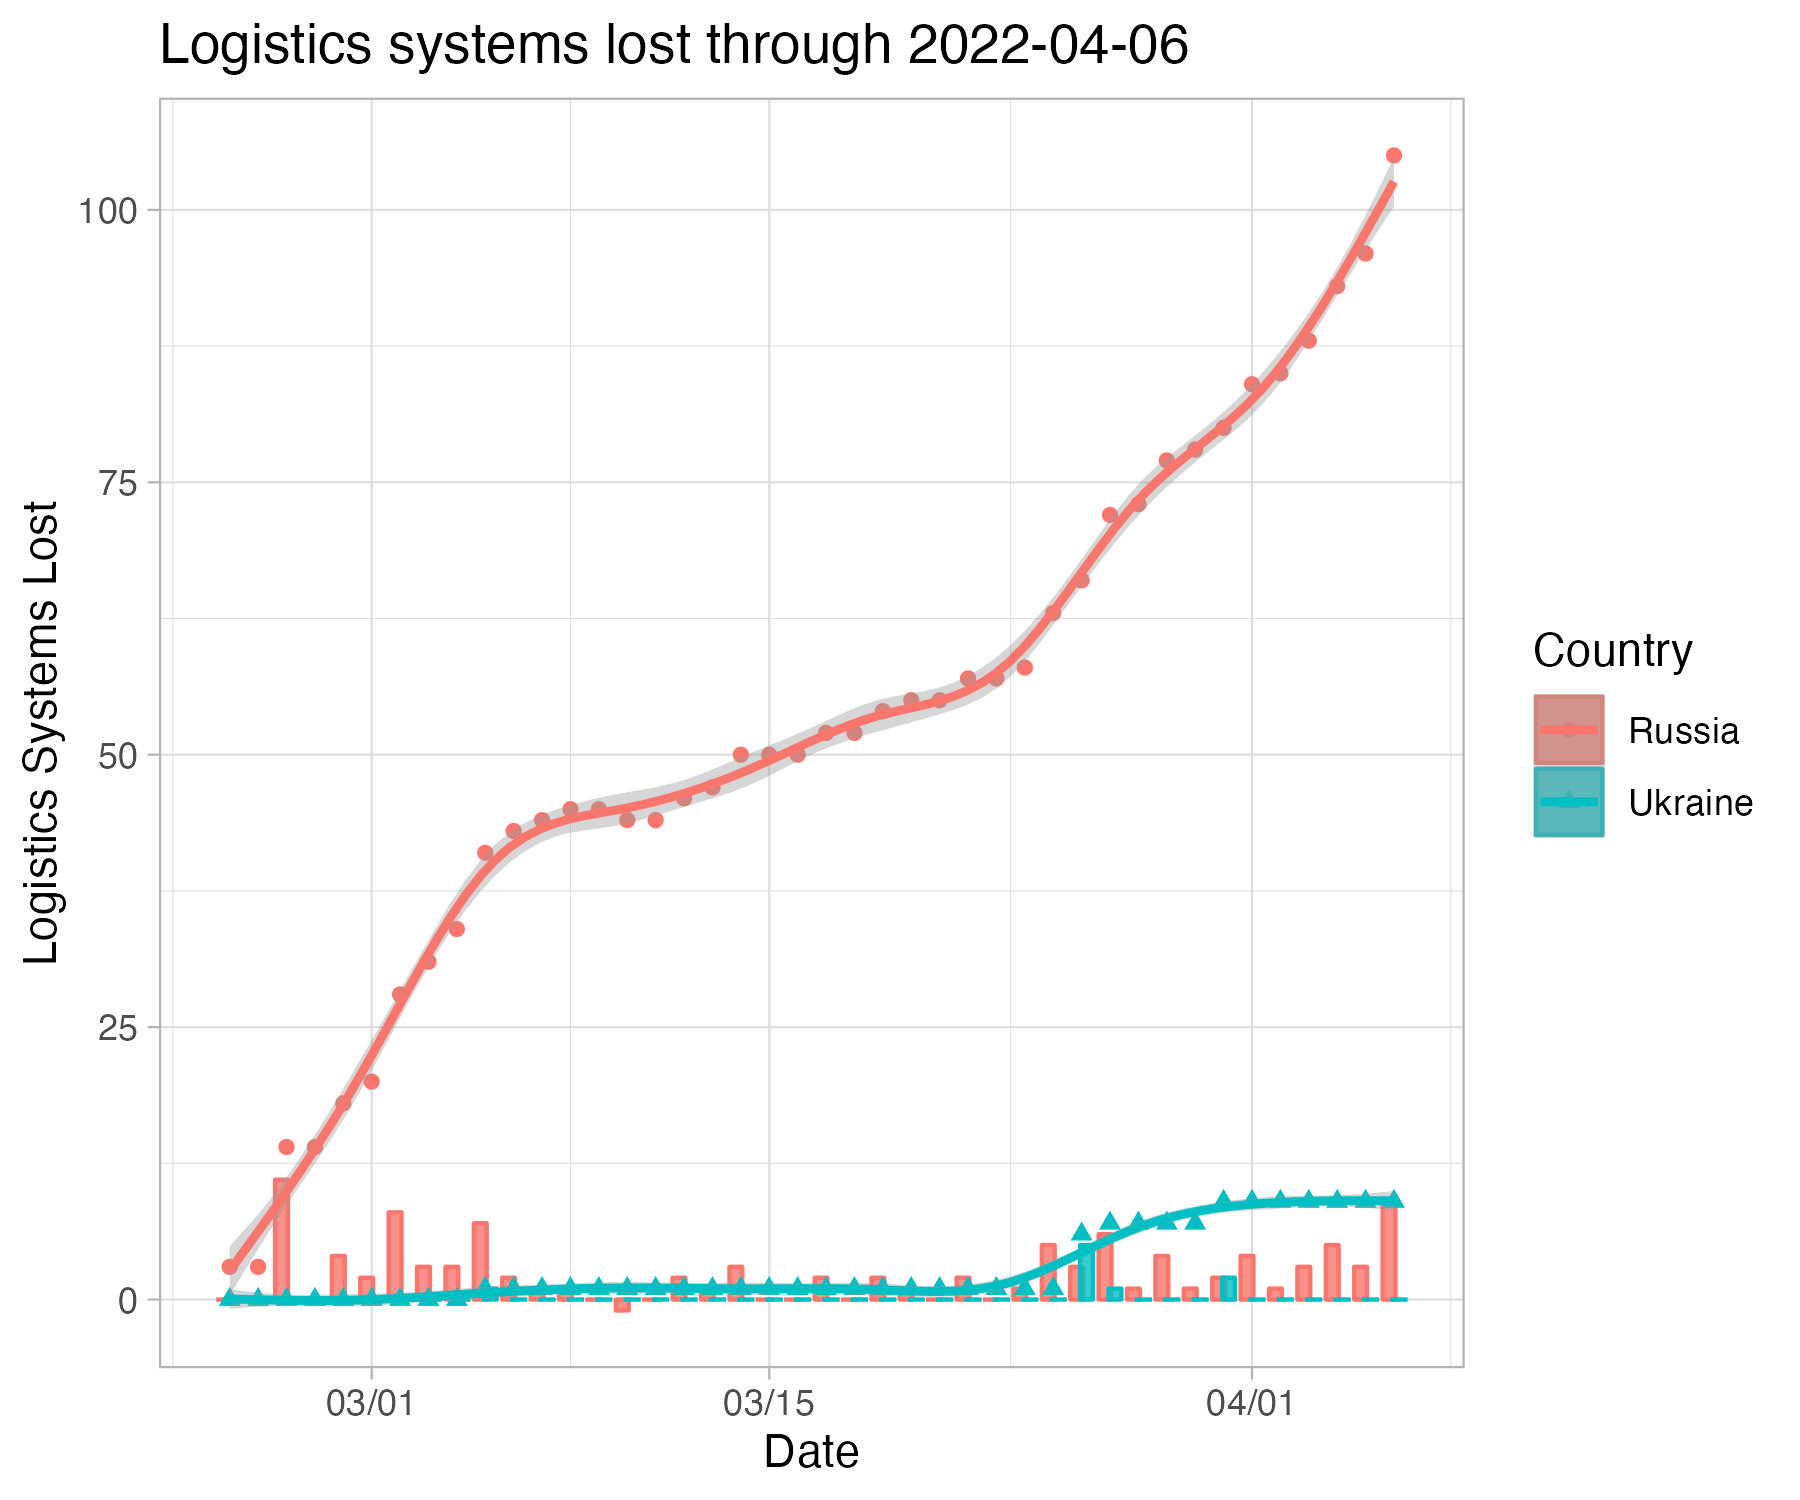 Logistics systems lost through 2022-04-06
Logistics Systems Lost
100
75
50
25
0
03/01
03/15
04/01
Date
Country
Russia
Ukraine